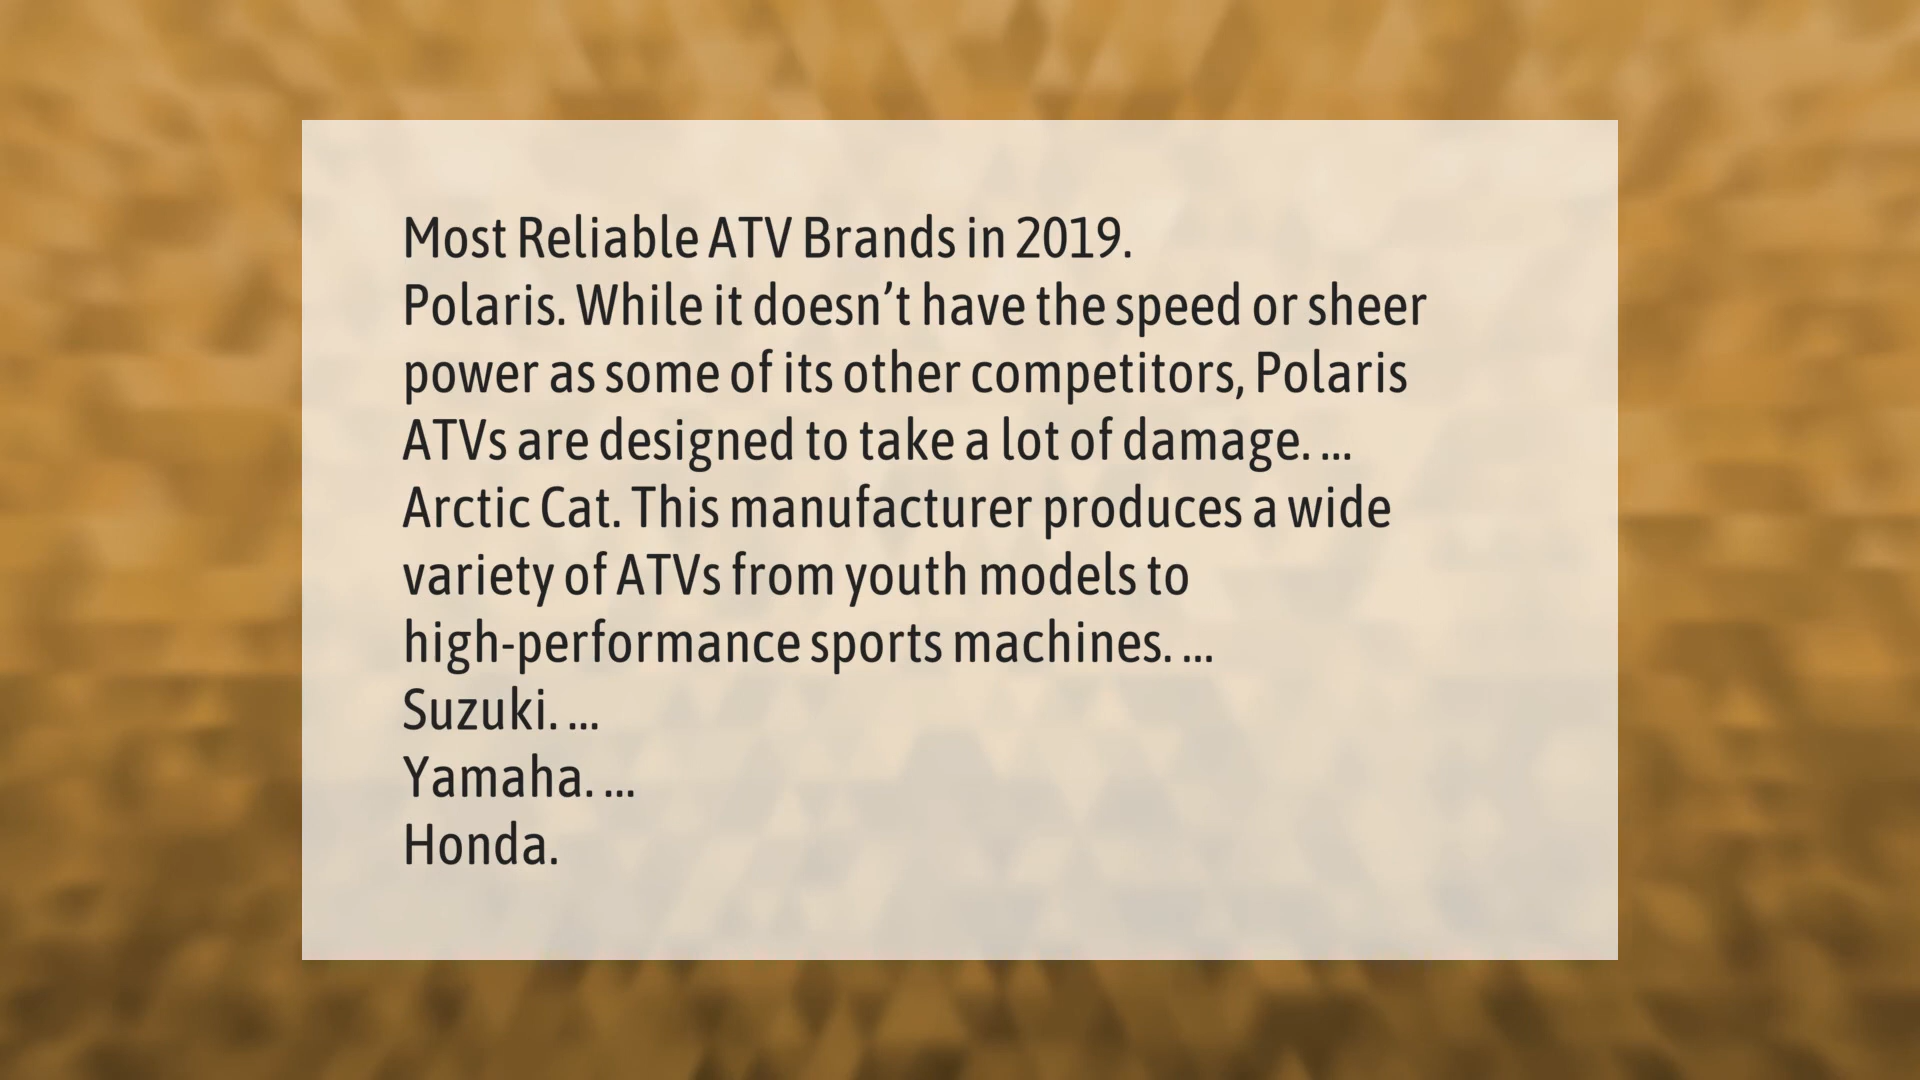 Most Reliable ATV Brands in 2019.
Polaris. While it doesn’t have the speed or sheer
power as some of its other competitors, Polaris
ATVs are designed to take a lot of damage. ...
Arctic Cat. This manufacturer produces a wide
variety of ATVs from youth models to
high-performance sports machines. ...
Suzuki. ...
Yamaha. ...
Honda.